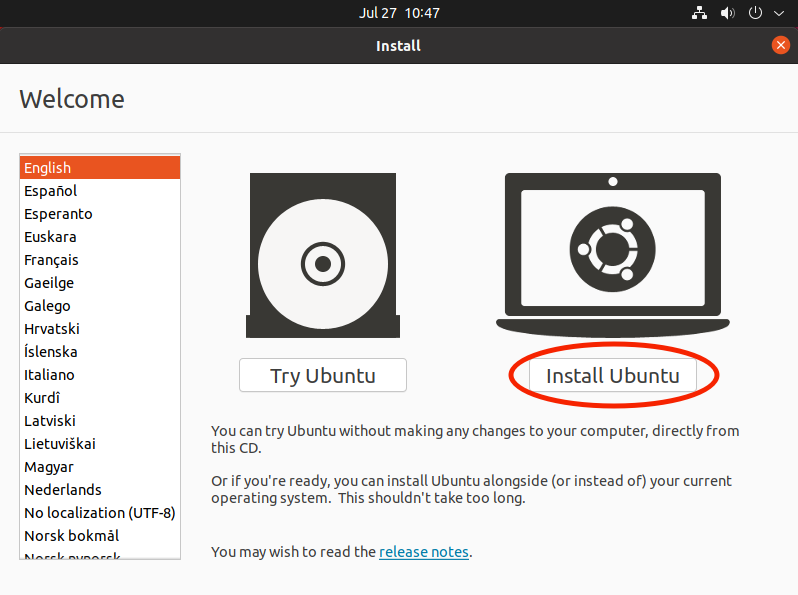 Jul 27 10:47
Install
Welcome
English
Español
Esperanto
Euskara
Français
Gaeilge
Galego
Hrvatski
Íslenska
Italiano
Kurdî
Latviski
Lietuviškai
Magyar
Nederlands
No localization (UTF-8)
Norsk bokmål
Norsk nynorsk
Try Ubuntu
Install Ubuntu
You can try Ubuntu without making any changes to your computer, directly from
this CD.
Or if you're ready, you can install Ubuntu alongside (or instead of) your current
operating system. This shouldn't take too long.
You may wish to read the release notes.